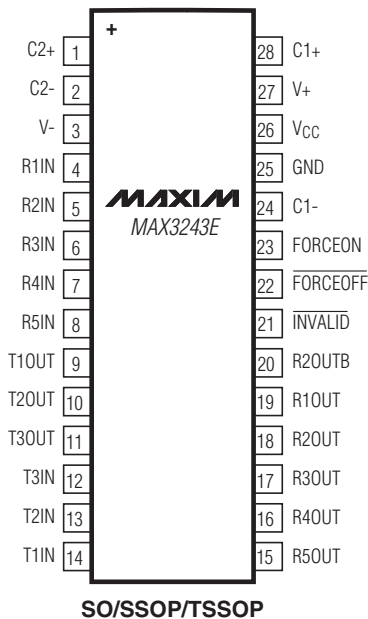 +
C2+ 1 28 C1+
C2- 2 27 V+
V- 3 26 VCC
R1IN 4 25 GND
R2IN 5 MAXIM 24 C1-
R3IN 6 MAX3243E 23 FORCEON
R4IN 7 22 FORCEOFF
R5IN 8 21 INVALID
T1OUT 9 20 R2OUTB
T2OUT 10 19 R1OUT
T3OUT 11 18 R2OUT
T3IN 12 17 R3OUT
T2IN 13 16 R4OUT
T1IN 14 15 R5OUT
SO/SSOP/TSSOP